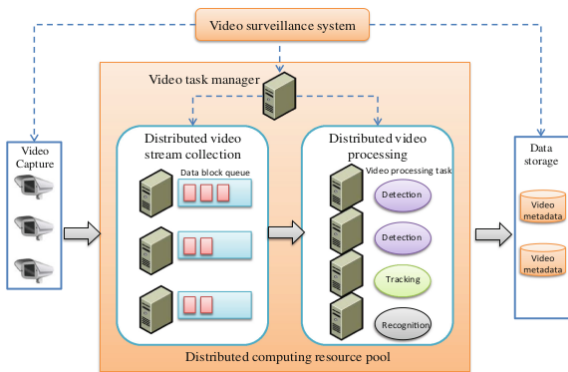 Video surveillance system
Video task manager
Video
Capture
Distributed video
stream collection
Data block queue
Distributed video
processing
Video processing task
Detection
Detection
Tracking
Recognition
Data
storage
Video
metadata
Video
metadata
Distributed computing resource pool